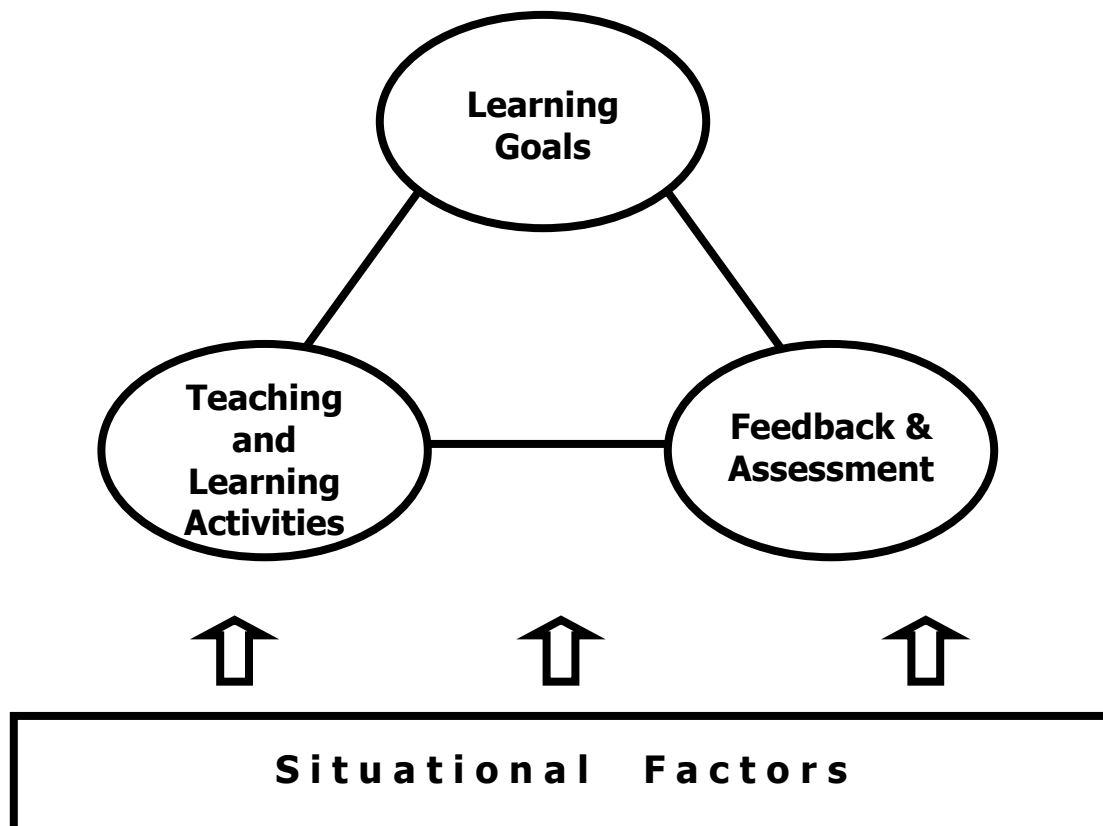 Learning
Goals
Teaching
and
Learning
Activities
Feedback &
Assessment
Situational Factors